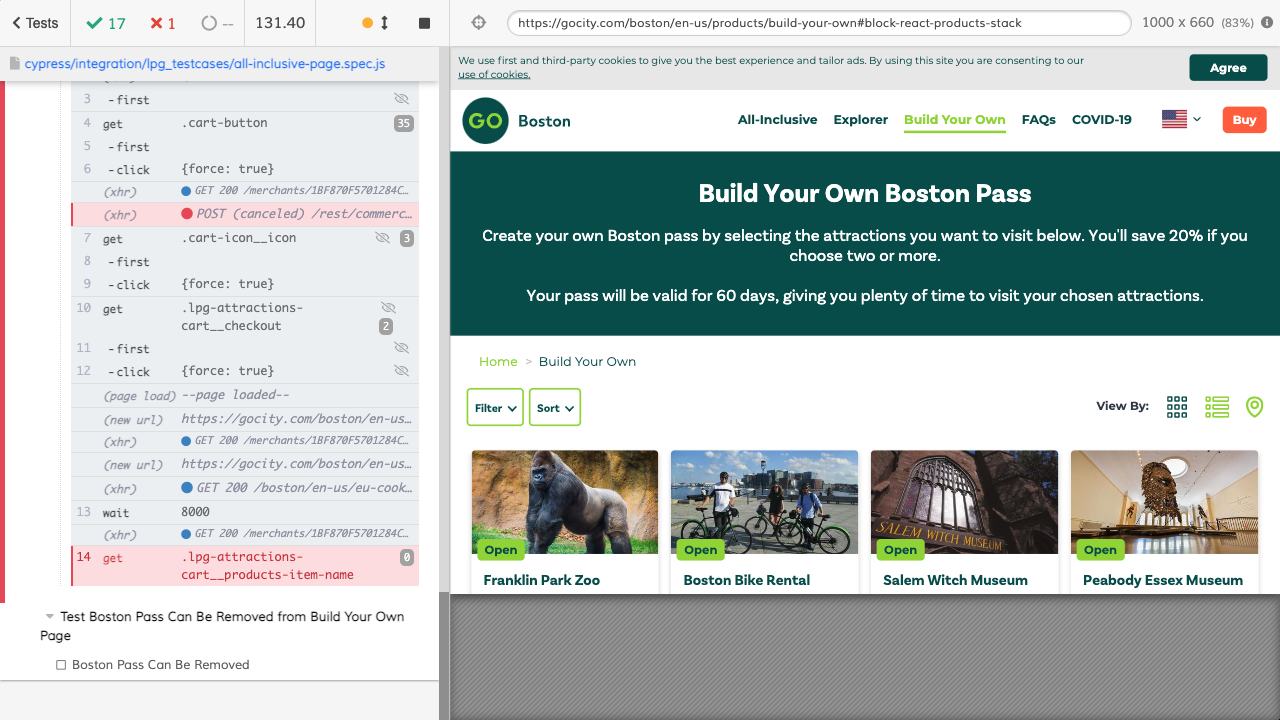 Tests 17 1 -- 131.40
https://gocity.com/boston/en-us/products/build-your-own#block-react-products-stack 1000 x 660 (83%)
cypress/integration/lpg_testcases/all-inclusive-page.spec.js
3 - first
4 get .cart-button 35
5 - first
6 - click {force: true}
(xhr) GET 200 /merchants/1BF870F5701284C...
(xhr) POST (canceled) /rest/commerc...
7 get .cart-icon__icon 3
8 - first
9 - click {force: true}
10 get .lpg-attractions-
cart__checkout 2
11 - first
12 - click {force: true}
(page load) --page loaded--
(new url) https://gocity.com/boston/en-us...
(xhr) GET 200 /merchants/1BF870F5701284C...
(new url) https://gocity.com/boston/en-us...
(xhr) GET 200 /boston/en-us/eu-cook...
13 wait 8000
(xhr) GET 200 /merchants/1BF870F5701284C...
14 get .lpg-attractions- 0
cart__products-item-name
Test Boston Pass Can Be Removed from Build Your Own
Page
Boston Pass Can Be Removed
We use first and third-party cookies to give you the best experience and tailor ads. By using this site you are consenting to our
use of cookies.
Agree
GO Boston
All-Inclusive Explorer Build Your Own FAQs COVID-19 Buy
Build Your Own Boston Pass
Create your own Boston pass by selecting the attractions you want to visit below. You'll save 20% if you
choose two or more.
Your pass will be valid for 60 days, giving you plenty of time to visit your chosen attractions.
Home > Build Your Own
Filter Sort View By:
SALEM WITCH MUSEUM
Open Open Open Open
Franklin Park Zoo Boston Bike Rental Salem Witch Museum Peabody Essex Museum